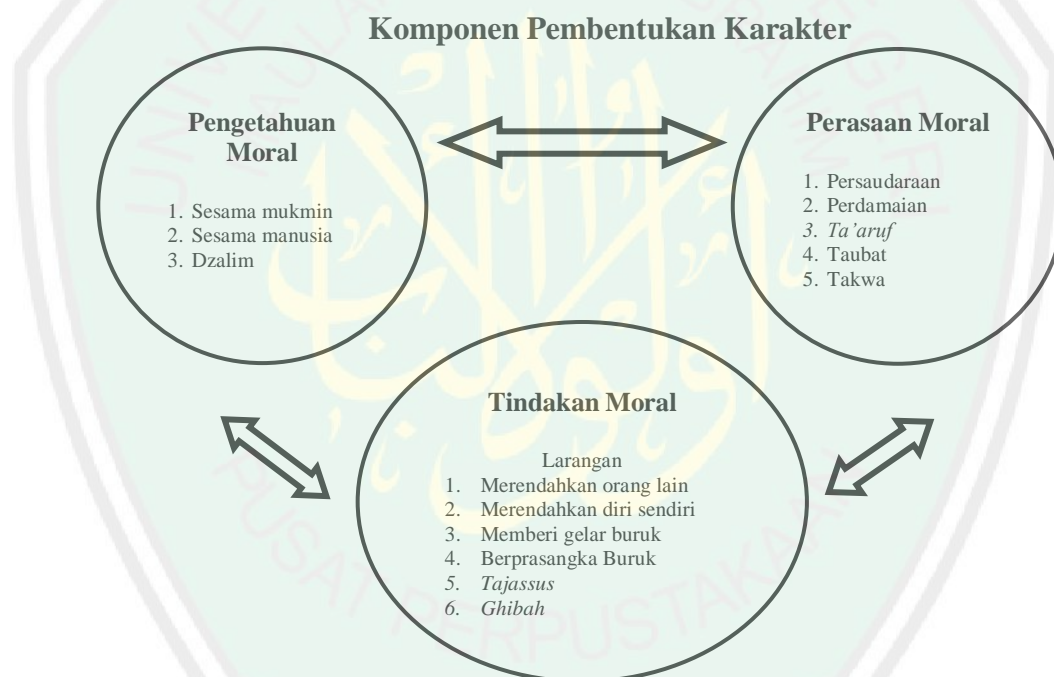 Komponen Pembentukan Karakter
Pengetahuan
Moral
1. Sesama mukmin
2. Sesama manusia
3. Dzalim
Perasaan Moral
1. Persaudaraan
2. Perdamaian
3. Ta’aruf
4. Taubat
5. Takwa
Tindakan Moral
Larangan
1. Merendahkan orang lain
2. Merendahkan diri sendiri
3. Memberi gelar buruk
4. Berprasangka Buruk
5. Tajassus
6. Ghibah
PUSAT PERPUSTAKAAN